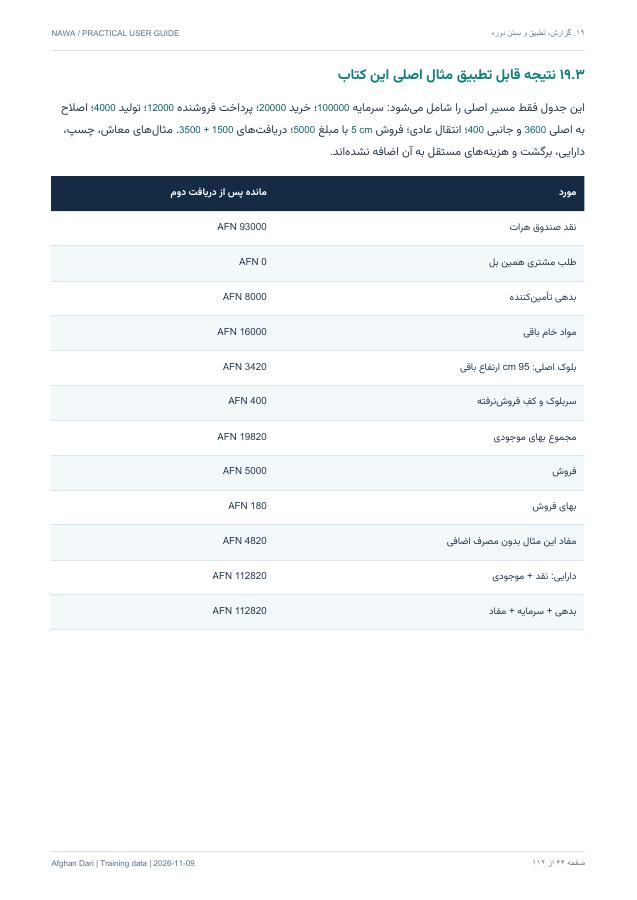 ۱۹. گزارش، تطبیق و بستن دوره
NAWA / PRACTICAL USER GUIDE
۱۹.۳ نتیجه قابل تطبیق مثال اصلی این کتاب
این جدول فقط مسیر اصلی را شامل می‌شود: سرمایه 100000؛ خرید 20000؛ پرداخت فروشنده 12000؛ تولید 4000؛ اصلاح
به اصلی 3600 و جانبی 400؛ انتقال عادی؛ فروش 5 cm با مبلغ 5000؛ دریافت‌های 1500 + 3500. مثال‌های معاش، چسپ،
دارایی، برگشت و هزینه‌های مستقل به آن اضافه نشده‌اند.
مورد	مانده پس از دریافت دوم
نقد صندوق هرات	AFN 93000
طلب مشتری همین بل	AFN 0
بدهی تأمین‌کننده	AFN 8000
مواد خام باقی	AFN 16000
بلوک اصلی: 95 cm ارتفاع باقی	AFN 3420
سربلوک و کف فروش‌نرفته	AFN 400
مجموع بهای موجودی	AFN 19820
فروش	AFN 5000
بهای فروش	AFN 180
مفاد این مثال بدون مصرف اضافی	AFN 4820
دارایی: نقد + موجودی	AFN 112820
بدهی + سرمایه + مفاد	AFN 112820
صفحه ۶۴ از ۱۱۲
Afghan Dari | Training data | 2026-11-09